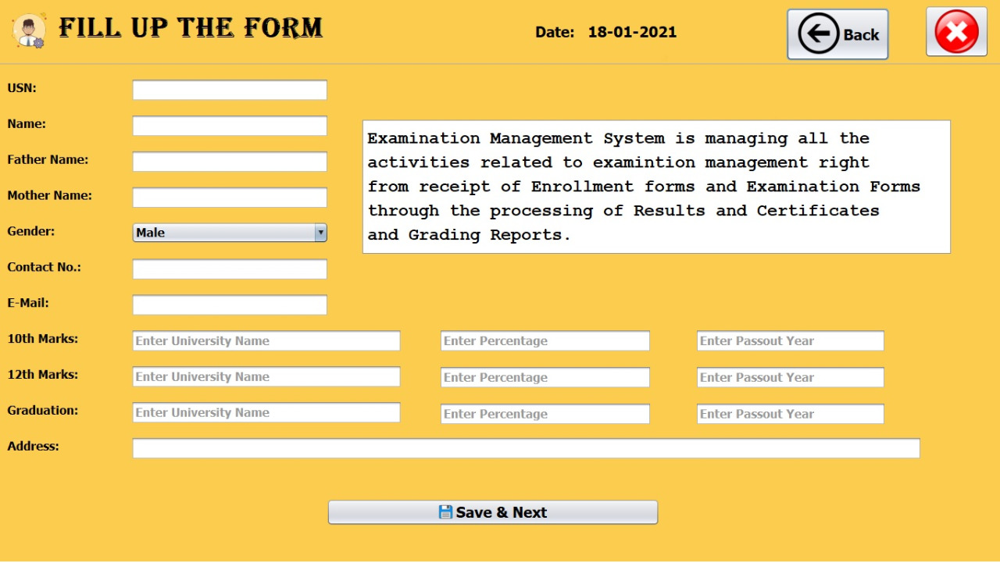 FILL UP THE FORM
Date: 18-01-2021
Back
USN:
Name:
Father Name:
Mother Name:
Gender: Male
Contact No.:
E-Mail:
Examination Management System is managing all the
activities related to examintion management right
from receipt of Enrollment forms and Examination Forms
through the processing of Results and Certificates
and Grading Reports.
10th Marks: Enter University Name Enter Percentage Enter Passout Year
12th Marks: Enter University Name Enter Percentage Enter Passout Year
Graduation: Enter University Name Enter Percentage Enter Passout Year
Address:
Save & Next